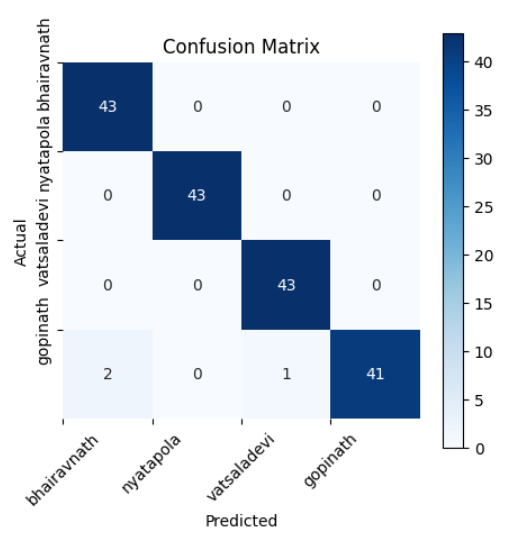 Confusion Matrix
Actual
bhairavnath
nyatapola
vatsaladevi
gopinath
43 0 0 0
0 43 0 0
0 0 43 0
2 0 1 41
bhairavnath nyatapola vatsaladevi gopinath
Predicted
40
35
30
25
20
15
10
5
0